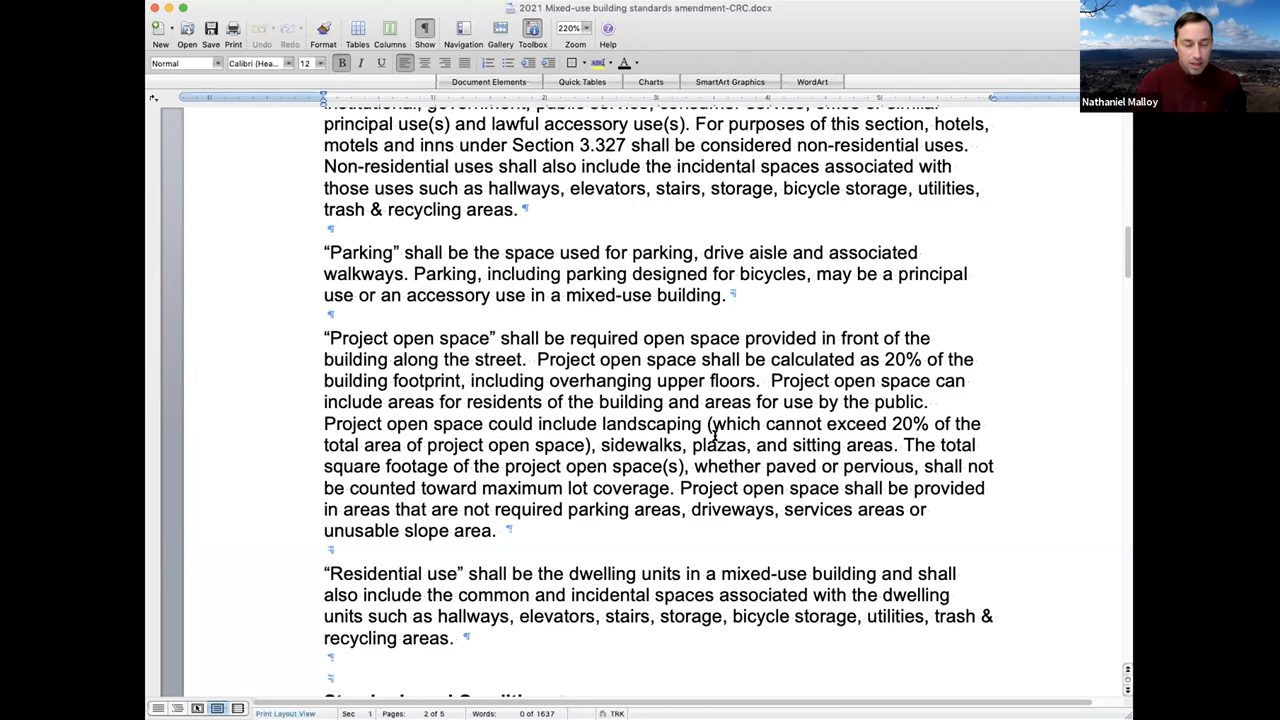 2021 Mixed-use building standards amendment-CRC.docx
220%
New Open Save Print Undo Redo Format Tables Columns Show Navigation Gallery Toolbox Zoom Help
Normal Calibri (Hea... 12 B I U
Document Elements Quick Tables Charts SmartArt Graphics WordArt
Nathaniel Malloy
principal use(s) and lawful accessory use(s). For purposes of this section, hotels,
motels and inns under Section 3.327 shall be considered non-residential uses.
Non-residential uses shall also include the incidental spaces associated with
those uses such as hallways, elevators, stairs, storage, bicycle storage, utilities,
trash & recycling areas.
“Parking” shall be the space used for parking, drive aisle and associated
walkways. Parking, including parking designed for bicycles, may be a principal
use or an accessory use in a mixed-use building.
“Project open space” shall be required open space provided in front of the
building along the street. Project open space shall be calculated as 20% of the
building footprint, including overhanging upper floors. Project open space can
include areas for residents of the building and areas for use by the public.
Project open space could include landscaping (which cannot exceed 20% of the
total area of project open space), sidewalks, plazas, and sitting areas. The total
square footage of the project open space(s), whether paved or pervious, shall not
be counted toward maximum lot coverage. Project open space shall be provided
in areas that are not required parking areas, driveways, services areas or
unusable slope area.
“Residential use” shall be the dwelling units in a mixed-use building and shall
also include the common and incidental spaces associated with the dwelling
units such as hallways, elevators, stairs, storage, bicycle storage, utilities, trash &
recycling areas.
Print Layout View Sec 1 Pages: 2 of 5 Words: 0 of 1637 TRK